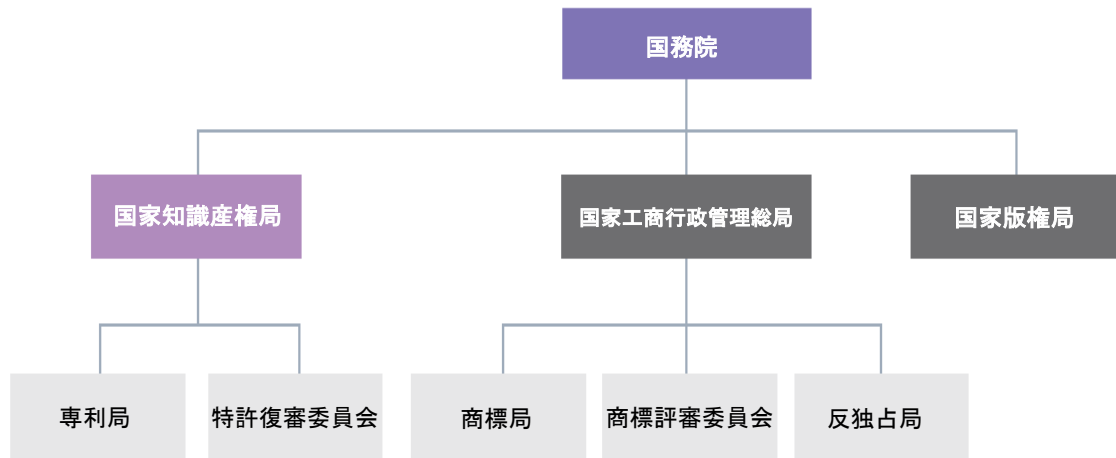 国務院
国家知識産権局
国家工商行政管理総局
国家版権局
専利局
特許復審委員会
商標局
商標評審委員会
反独占局